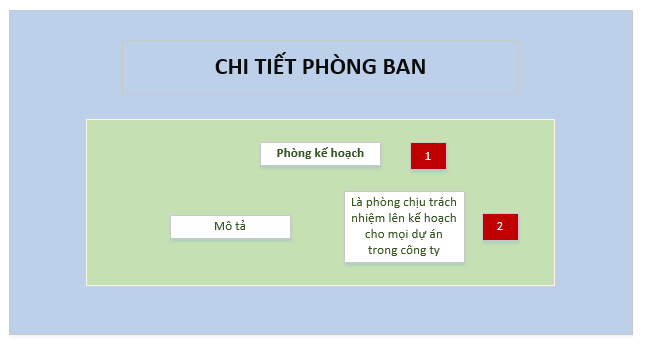 CHI TIẾT PHÒNG BAN
Phòng kế hoạch
1
Mô tả
Là phòng chịu trách
nhiệm lên kế hoạch
cho mọi dự án
trong công ty
2